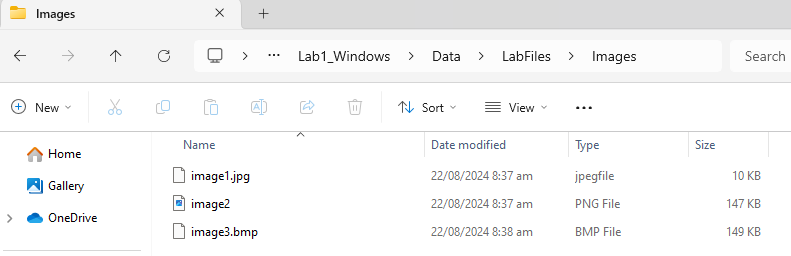 Images
Lab1_Windows > Data > LabFiles > Images Search
New Sort View
Name Date modified Type Size
Home
Gallery
OneDrive
image1.jpg 22/08/2024 8:37 am jpegfile 10 KB
image2 22/08/2024 8:37 am PNG File 147 KB
image3.bmp 22/08/2024 8:38 am BMP File 149 KB